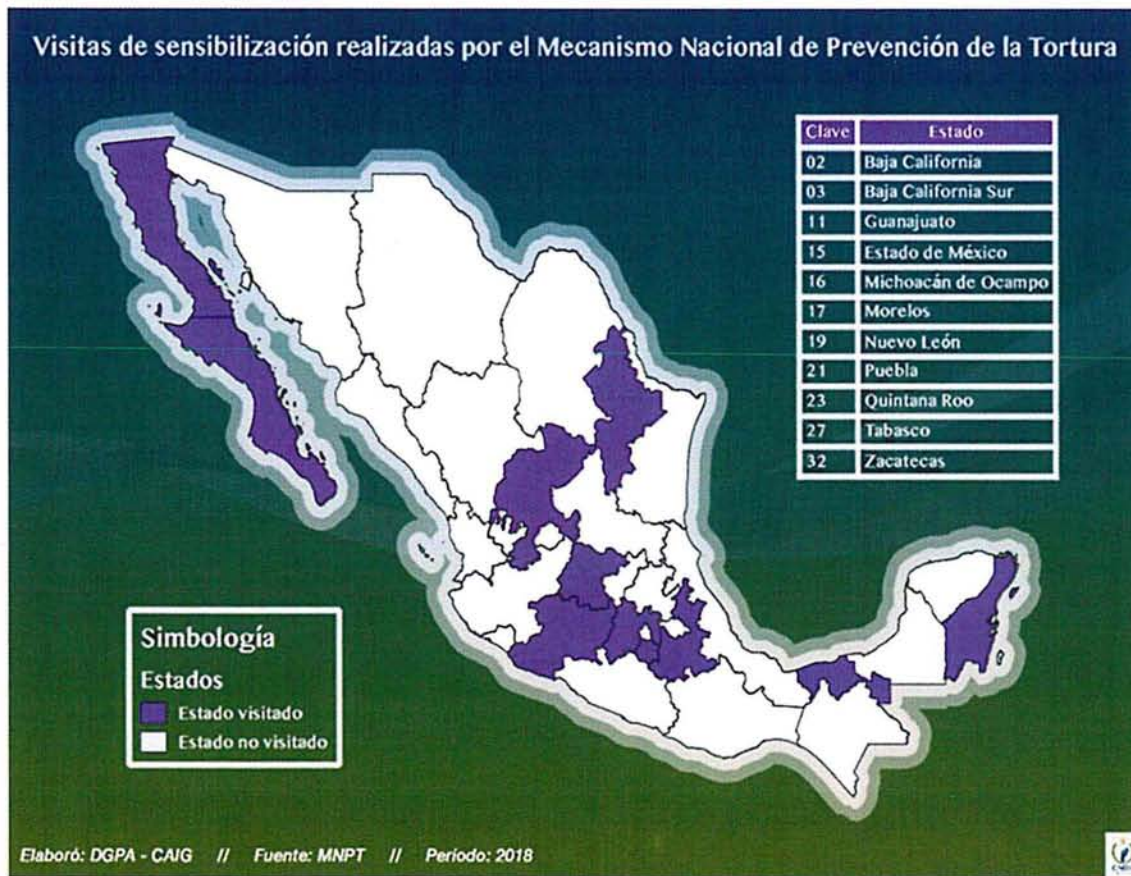 Visitas de sensibilización realizadas por el Mecanismo Nacional de Prevención de la Tortura
Clave Estado
02 Baja California
03 Baja California Sur
11 Guanajuato
15 Estado de México
16 Michoacán de Ocampo
17 Morelos
19 Nuevo León
21 Puebla
23 Quintana Roo
27 Tabasco
32 Zacatecas
Simbología
Estados
Estado visitado
Estado no visitado
Elaboró: DGPA - CAIG // Fuente: MNPT // Periodo: 2018